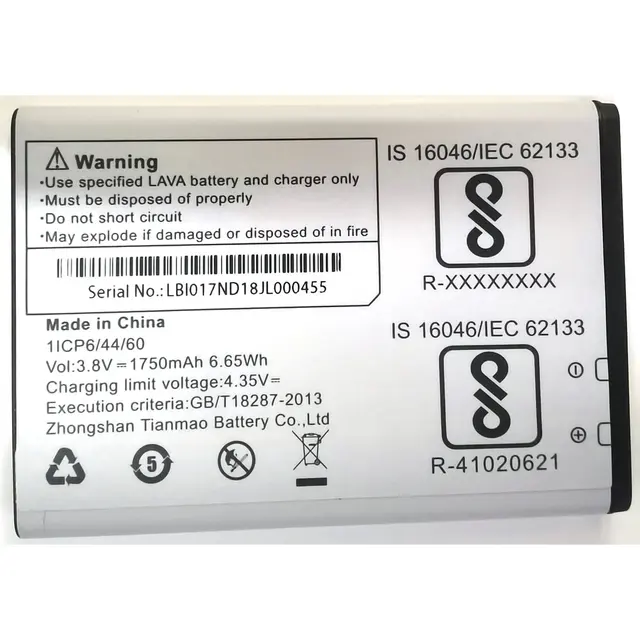 Warning
·Use specified LAVA battery and charger only
·Must be disposed of properly
·Do not short circuit
·May explode if damaged or disposed of in fire
Serial No.:LBI017ND18JL000455
Made in China
1ICP6/44/60
Vol:3.8V⎓1750mAh 6.65Wh
Charging limit voltage:4.35V⎓
Execution criteria:GB/T18287-2013
Zhongshan Tianmao Battery Co.,Ltd
5
IS 16046/IEC 62133
R-XXXXXXXX
IS 16046/IEC 62133
R-41020621